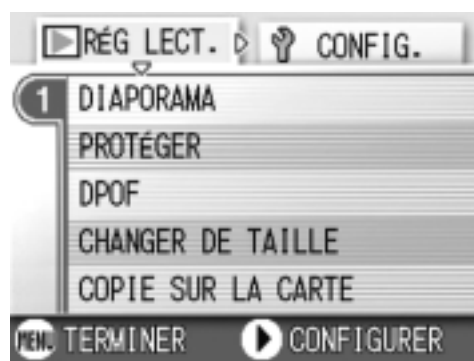 RÉG LECT. CONFIG.
1 DIAPORAMA
PROTÉGER
DPOF
CHANGER DE TAILLE
COPIE SUR LA CARTE
MENU TERMINER CONFIGURER